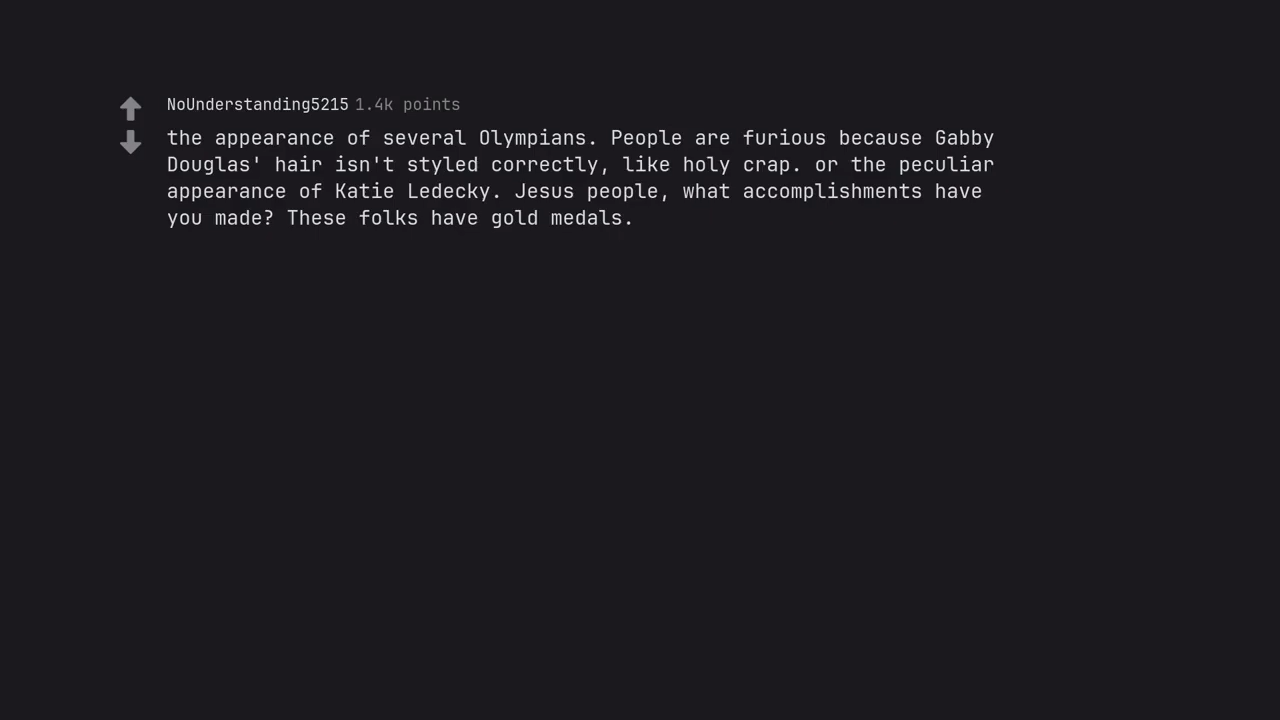 NoUnderstanding5215 1.4k points
the appearance of several Olympians. People are furious because Gabby
Douglas' hair isn't styled correctly, like holy crap. or the peculiar
appearance of Katie Ledecky. Jesus people, what accomplishments have
you made? These folks have gold medals.